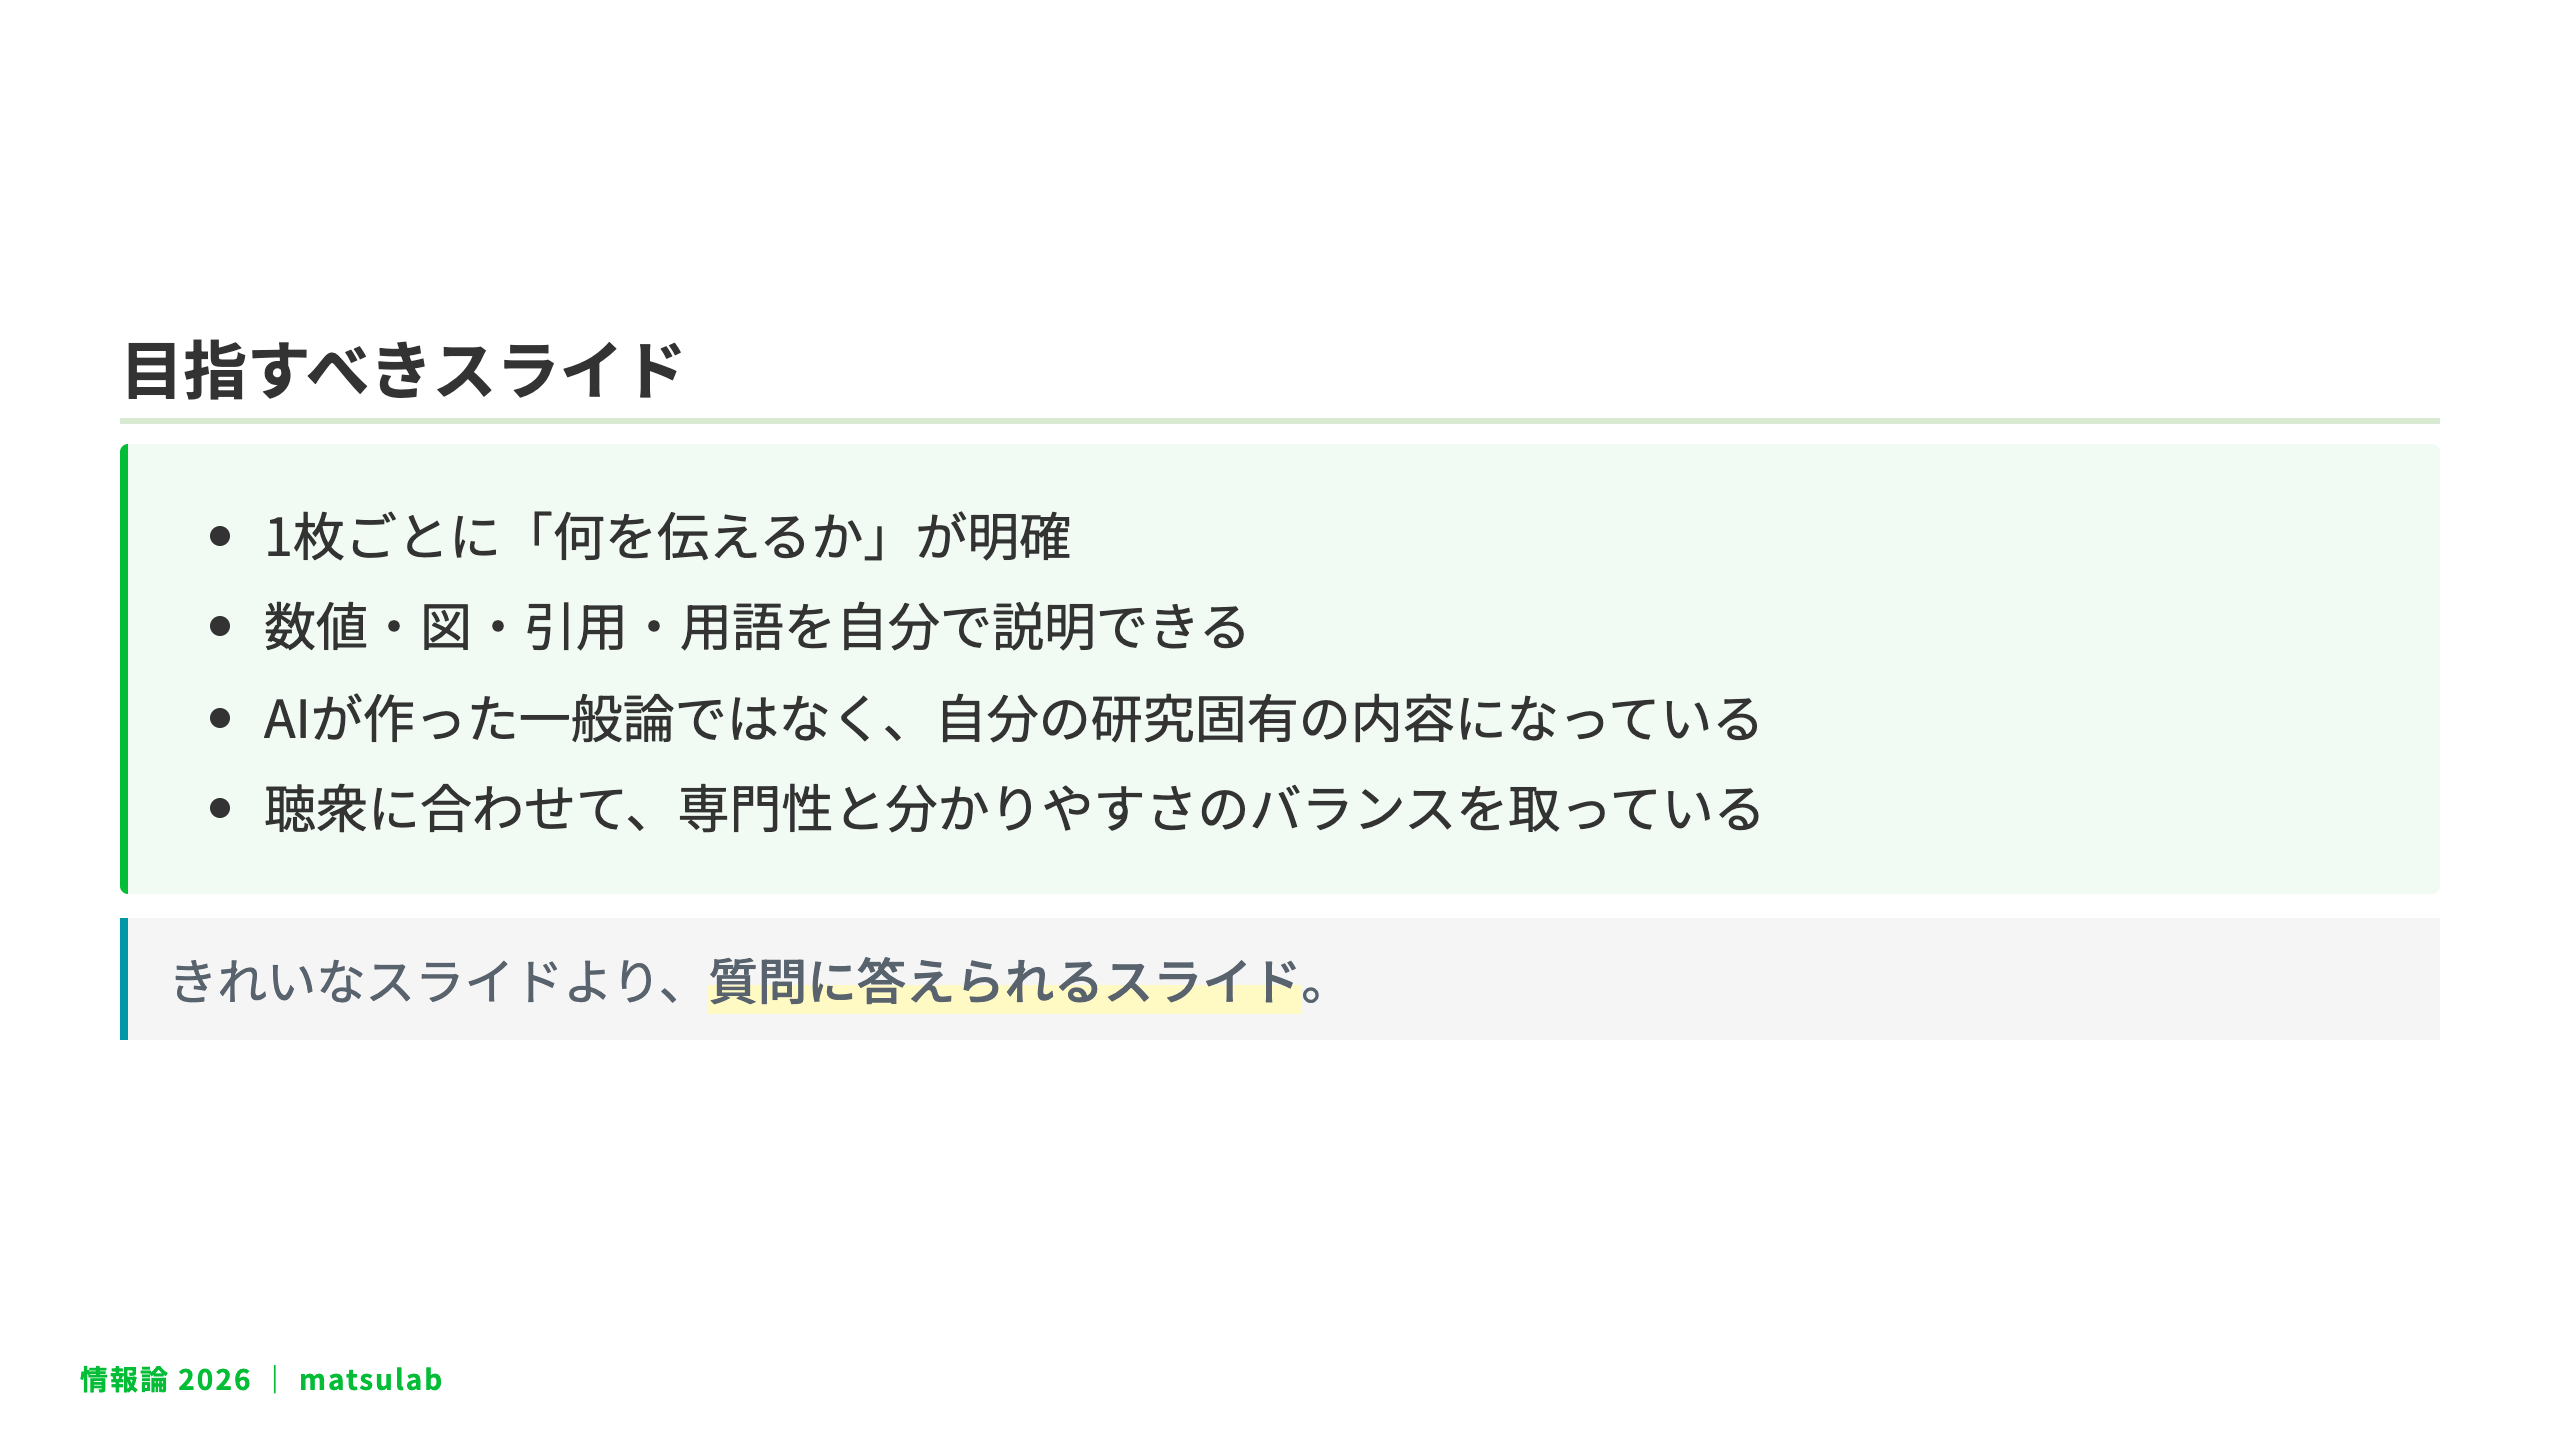 目指すべきスライド
1枚ごとに「何を伝えるか」が明確
数値・図・引用・用語を自分で説明できる
AIが作った一般論ではなく、自分の研究固有の内容になっている
聴衆に合わせて、専門性と分かりやすさのバランスを取っている
きれいなスライドより、質問に答えられるスライド。
情報論 2026 ｜ matsulab